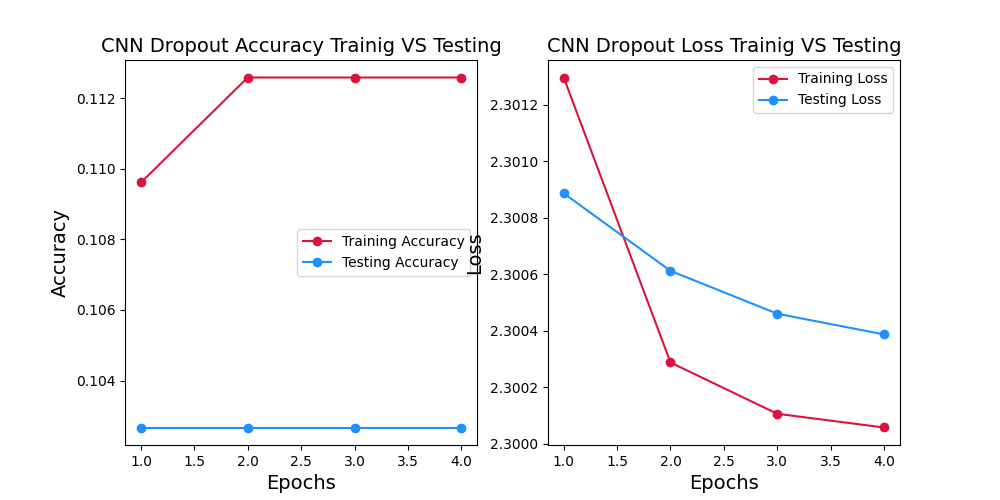 CNN Dropout Accuracy Trainig VS Testing
0.112
0.110
0.108
0.106
0.104
Accuracy
Training Accuracy
Testing Accuracy
1.0 1.5 2.0 2.5 3.0 3.5 4.0
Epochs
CNN Dropout Loss Trainig VS Testing
2.3012
2.3010
2.3008
2.3006
2.3004
2.3002
2.3000
Loss
Training Loss
Testing Loss
1.0 1.5 2.0 2.5 3.0 3.5 4.0
Epochs